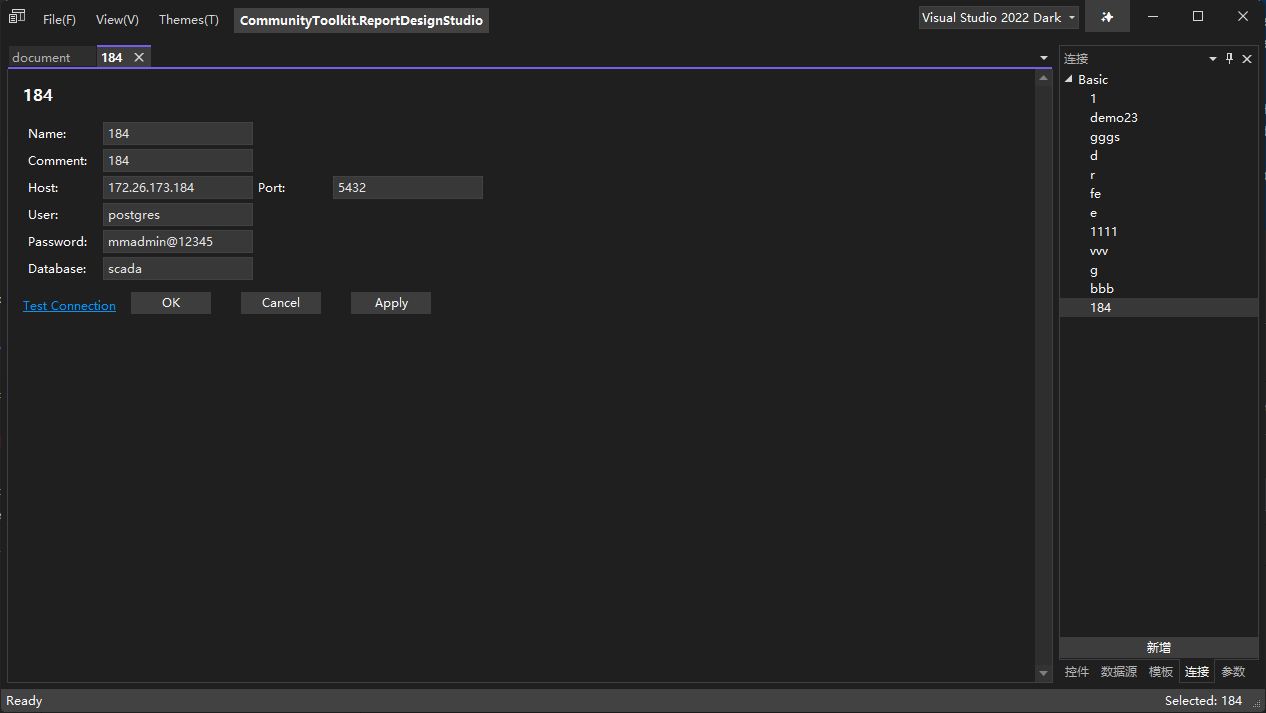 File(F) View(V) Themes(T) CommunityToolkit.ReportDesignStudio Visual Studio 2022 Dark
document 184
184
Name: 184
Comment: 184
Host: 172.26.173.184 Port: 5432
User: postgres
Password: mmadmin@12345
Database: scada
Test Connection OK Cancel Apply
连接
Basic
1
demo23
gggs
d
r
fe
e
1111
vvv
g
bbb
184
新增
控件 数据源 模板 连接 参数
Ready Selected: 184